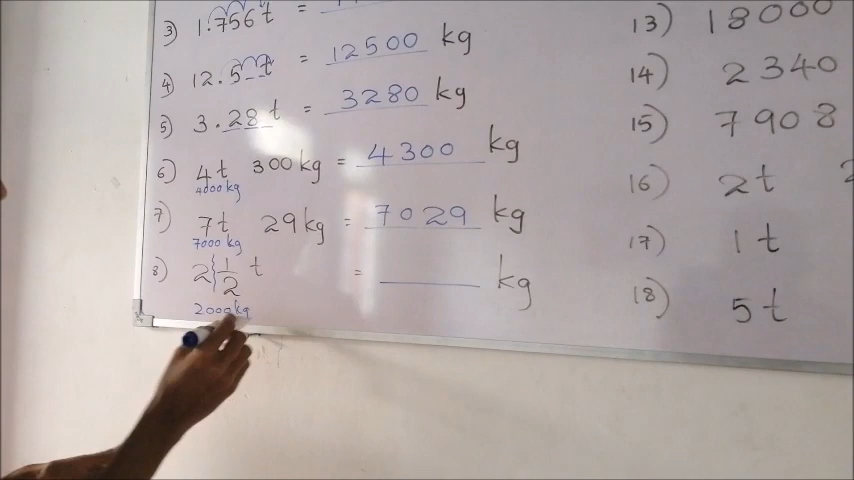 3) 1.756 t =
4) 12.5 t = 12500 kg
5) 3.28 t = 3280 kg
6) 4t 300kg = 4300 kg
4000 kg
7) 7t 29kg = 7029 kg
7000 kg
8) 2 1/2 t = kg
2000kg
13) 18000
14) 2340
15) 7908
16) 2t 2
17) 1t
18) 5t